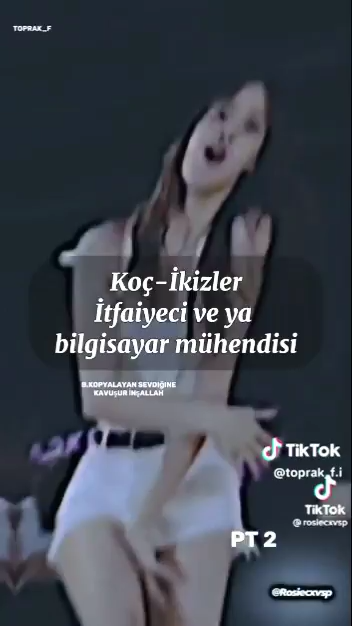 TOPRAK_F
Koç-İkizler
İtfaiyeci ve ya
bilgisayar mühendisi
B.KOPYALAYAN SEVDİĞİNE
KAVUŞUR İNŞALLAH
TikTok
@toprak_f.i
TikTok
@rosiecxvsp
PT 2
@Rosiecxvsp